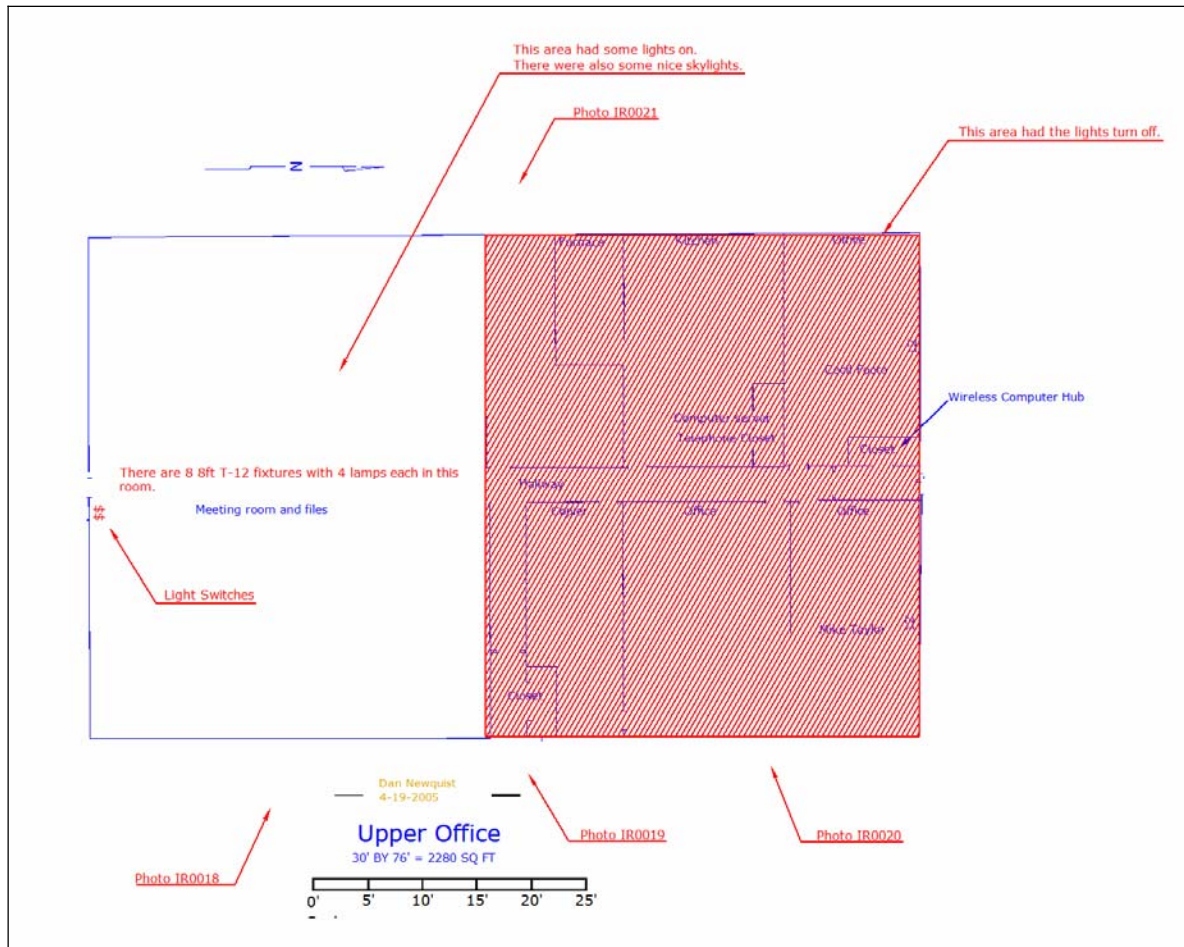 This area had some lights on.
There were also some nice skylights.
Photo IR0021
This area had the lights turn off.
N
Furnace
Kitchen
Office
Wireless Computer Hub
Computer server
Telephone Closet
Closet
There are 8 8ft T-12 fixtures with 4 lamps each in this
room.
Hallway
$$
Meeting room and files
Copier
Office
Office
Light Switches
Mike Taylor
Closet
Dan Newquist
4-19-2005
Upper Office
30' BY 76' = 2280 SQ FT
Photo IR0019
Photo IR0020
Photo IR0018
0'
5'
10'
15'
20'
25'